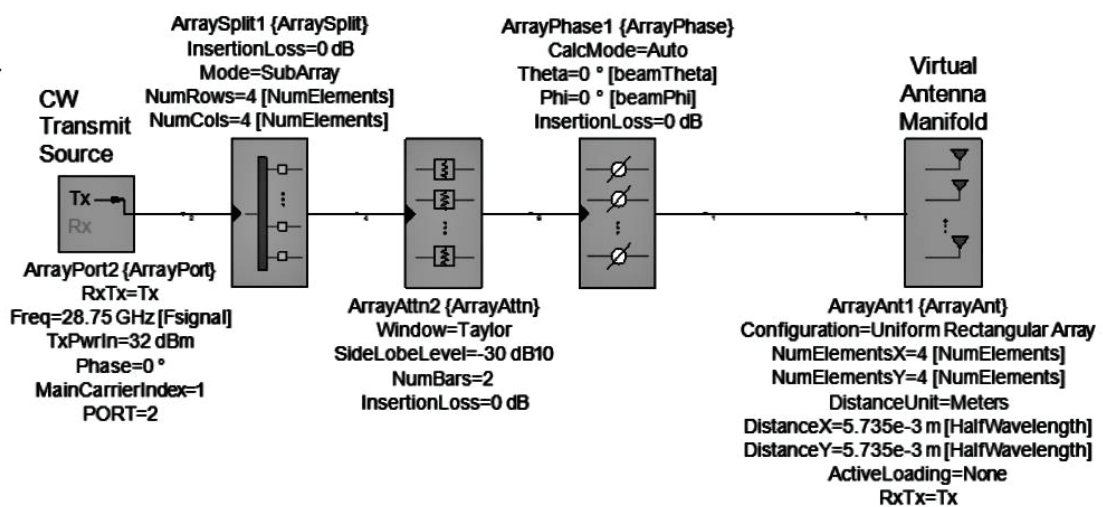 ArraySplit1 {ArraySplit}
InsertionLoss=0 dB
Mode=SubArray
NumRows=4 [NumElements]
NumCols=4 [NumElements]
ArrayPhase1 {ArrayPhase}
CalcMode=Auto
Theta=0 ° [beamTheta]
Phi=0 ° [beamPhi]
InsertionLoss=0 dB
Virtual
Antenna
Manifold
CW
Transmit
Source
Tx
Rx
ArrayPort2 {ArrayPort}
RxTx=Tx
Freq=28.75 GHz [Fsignal]
TxPwrIn=32 dBm
Phase=0 °
MainCarrierIndex=1
PORT=2
ArrayAttn2 {ArrayAttn}
Window=Taylor
SideLobeLevel=-30 dB10
NumBars=2
InsertionLoss=0 dB
ArrayAnt1 {ArrayAnt}
Configuration=Uniform Rectangular Array
NumElementsX=4 [NumElements]
NumElementsY=4 [NumElements]
DistanceUnit=Meters
DistanceX=5.735e-3 m [HalfWavelength]
DistanceY=5.735e-3 m [HalfWavelength]
ActiveLoading=None
RxTx=Tx